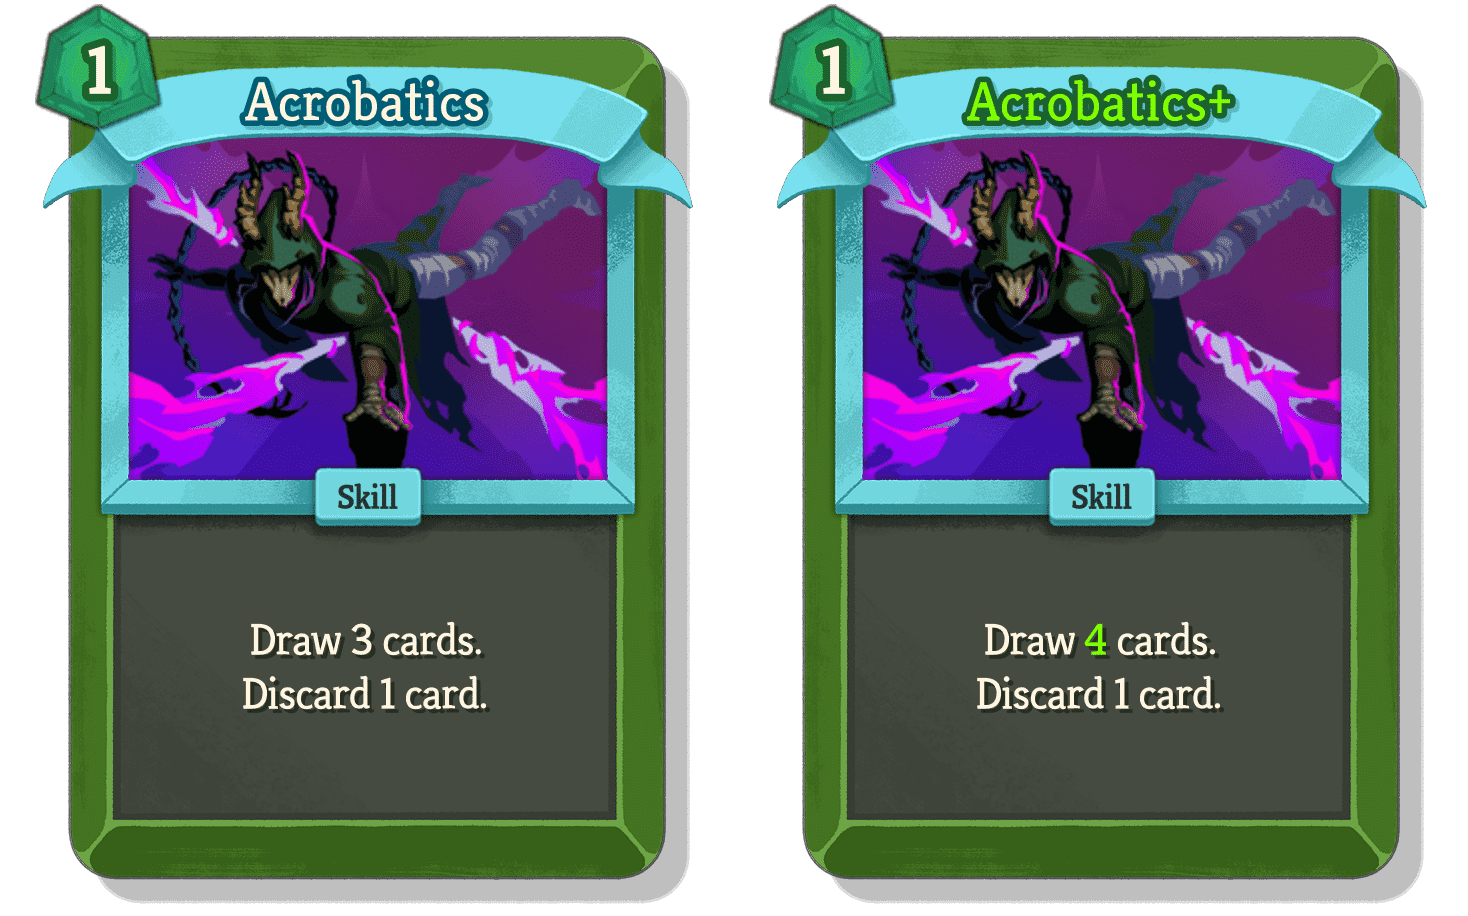 1
Acrobatics
Skill
Draw 3 cards.
Discard 1 card.
1
Acrobatics+
Skill
Draw 4 cards.
Discard 1 card.